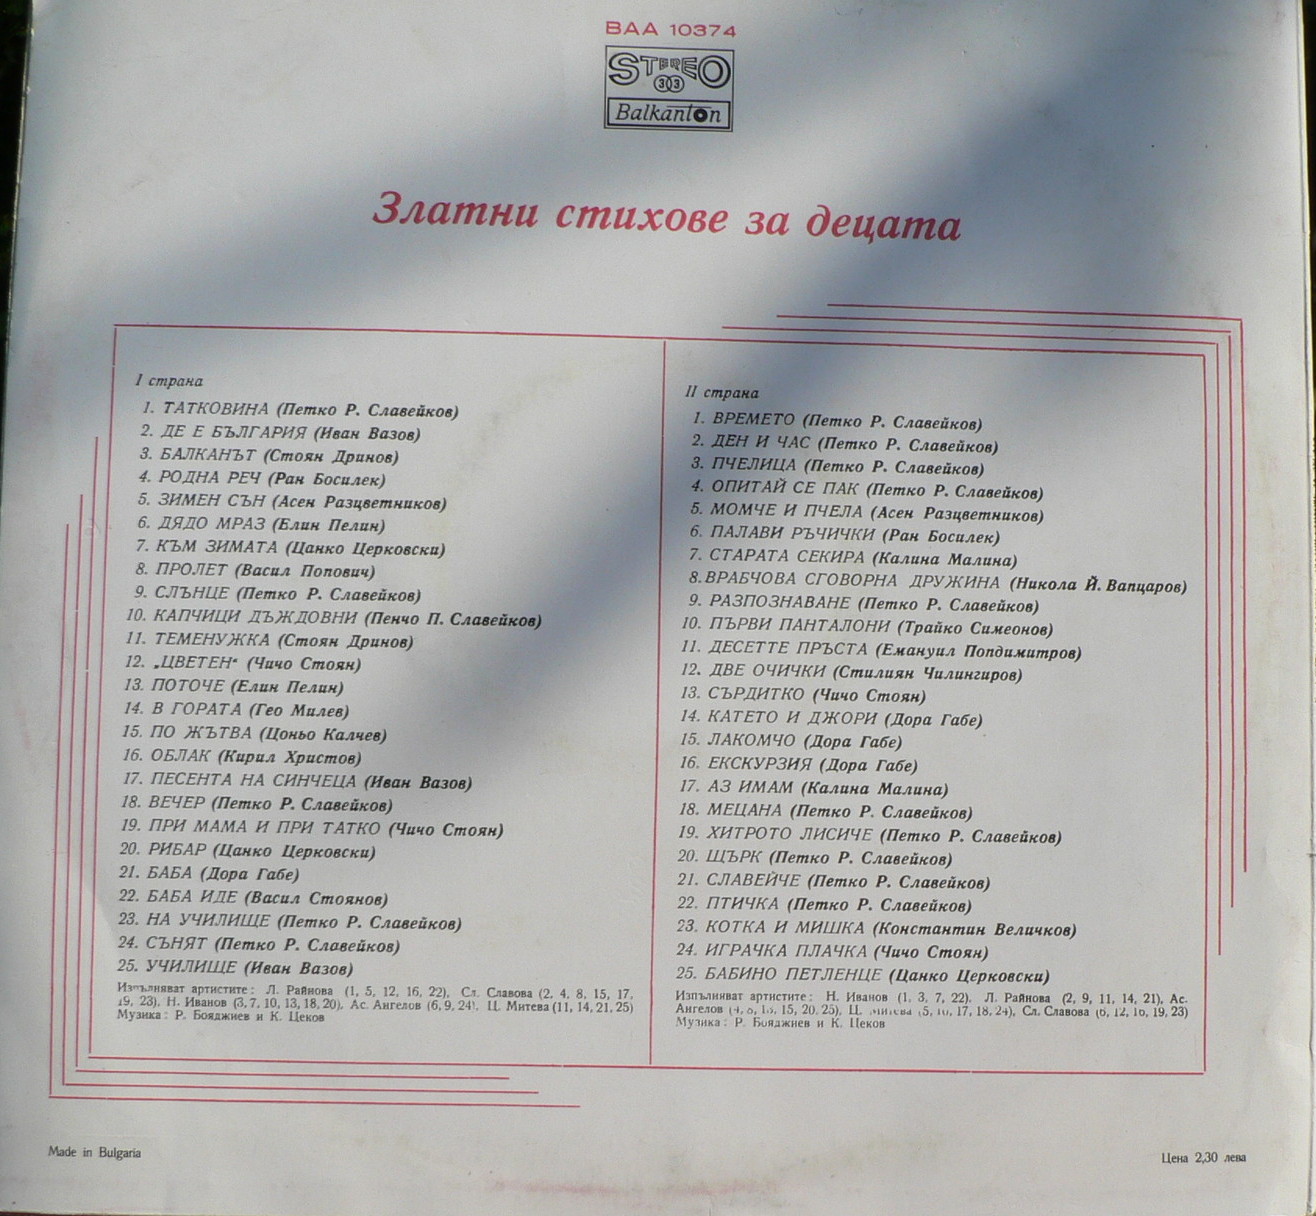 BAA 10374
STEREO
33
Balkanton
Златни стихове за децата
I страна
1. ТАТКОВИНА (Петко Р. Славейков)
2. ДЕ Е БЪЛГАРИЯ (Иван Вазов)
3. БАЛКАНЪТ (Стоян Дринов)
4. РОДНА РЕЧ (Ран Босилек)
5. ЗИМЕН СЪН (Асен Разцветников)
6. ДЯДО МРАЗ (Елин Пелин)
7. КЪМ ЗИМАТА (Цанко Церковски)
8. ПРОЛЕТ (Васил Попович)
9. СЛЪНЦЕ (Петко Р. Славейков)
10. КАПЧИЦИ ДЪЖДОВНИ (Пенчо П. Славейков)
11. ТЕМЕНУЖКА (Стоян Дринов)
12. „ЦВЕТЕН“ (Чичо Стоян)
13. ПОТОЧЕ (Елин Пелин)
14. В ГОРАТА (Гео Милев)
15. ПО ЖЪТВА (Цоньо Калчев)
16. ОБЛАК (Кирил Христов)
17. ПЕСЕНТА НА СИНЧЕЦА (Иван Вазов)
18. ВЕЧЕР (Петко Р. Славейков)
19. ПРИ МАМА И ПРИ ТАТКО (Чичо Стоян)
20. РИБАР (Цанко Церковски)
21. БАБА (Дора Габе)
22. БАБА ИДЕ (Васил Стоянов)
23. НА УЧИЛИЩЕ (Петко Р. Славейков)
24. СЪНЯТ (Петко Р. Славейков)
25. УЧИЛИЩЕ (Иван Вазов)
Изпълняват артистите: Л. Райнова (1, 5, 12, 16, 22), Сл. Славова (2, 4, 8, 15, 17,
19, 23), Н. Иванов (3, 7, 10, 13, 18, 20), Ас. Ангелов (6, 9, 24), Ц. Митева (11, 14, 21, 25)
Музика: Р. Бояджиев и К. Цеков
II страна
1. ВРЕМЕТО (Петко Р. Славейков)
2. ДЕН И ЧАС (Петко Р. Славейков)
3. ПЧЕЛИЦА (Петко Р. Славейков)
4. ОПИТАЙ СЕ ПАК (Петко Р. Славейков)
5. МОМЧЕ И ПЧЕЛА (Асен Разцветников)
6. ПАЛАВИ РЪЧИЧКИ (Ран Босилек)
7. СТАРАТА СЕКИРА (Калина Малина)
8. ВРАБЧОВА СГОВОРНА ДРУЖИНА (Никола Й. Вапцаров)
9. РАЗПОЗНАВАНЕ (Петко Р. Славейков)
10. ПЪРВИ ПАНТАЛОНИ (Трайко Симеонов)
11. ДЕСЕТТЕ ПРЪСТА (Емануил Попдимитров)
12. ДВЕ ОЧИЧКИ (Стилиян Чилингиров)
13. СЪРДИТКО (Чичо Стоян)
14. КАТЕТО И ДЖОРИ (Дора Габе)
15. ЛАКОМЧО (Дора Габе)
16. ЕКСКУРЗИЯ (Дора Габе)
17. АЗ ИМАМ (Калина Малина)
18. МЕЦАНА (Петко Р. Славейков)
19. ХИТРОТО ЛИСИЧЕ (Петко Р. Славейков)
20. ЩЪРК (Петко Р. Славейков)
21. СЛАВЕЙЧЕ (Петко Р. Славейков)
22. ПТИЧКА (Петко Р. Славейков)
23. КОТКА И МИШКА (Константин Величков)
24. ИГРАЧКА ПЛАЧКА (Чичо Стоян)
25. БАБИНО ПЕТЛЕНЦЕ (Цанко Церковски)
Изпълняват артистите: Н. Иванов (1, 3, 7, 22), Л. Райнова (2, 9, 11, 14, 21), Ас.
Ангелов 15, 20, 25), Ц. Митева 17, 18, 24), Сл. Славова 19, 23)
Музика: Р. Бояджиев и К. Цеков
Made in Bulgaria
Цена 2,30 лева